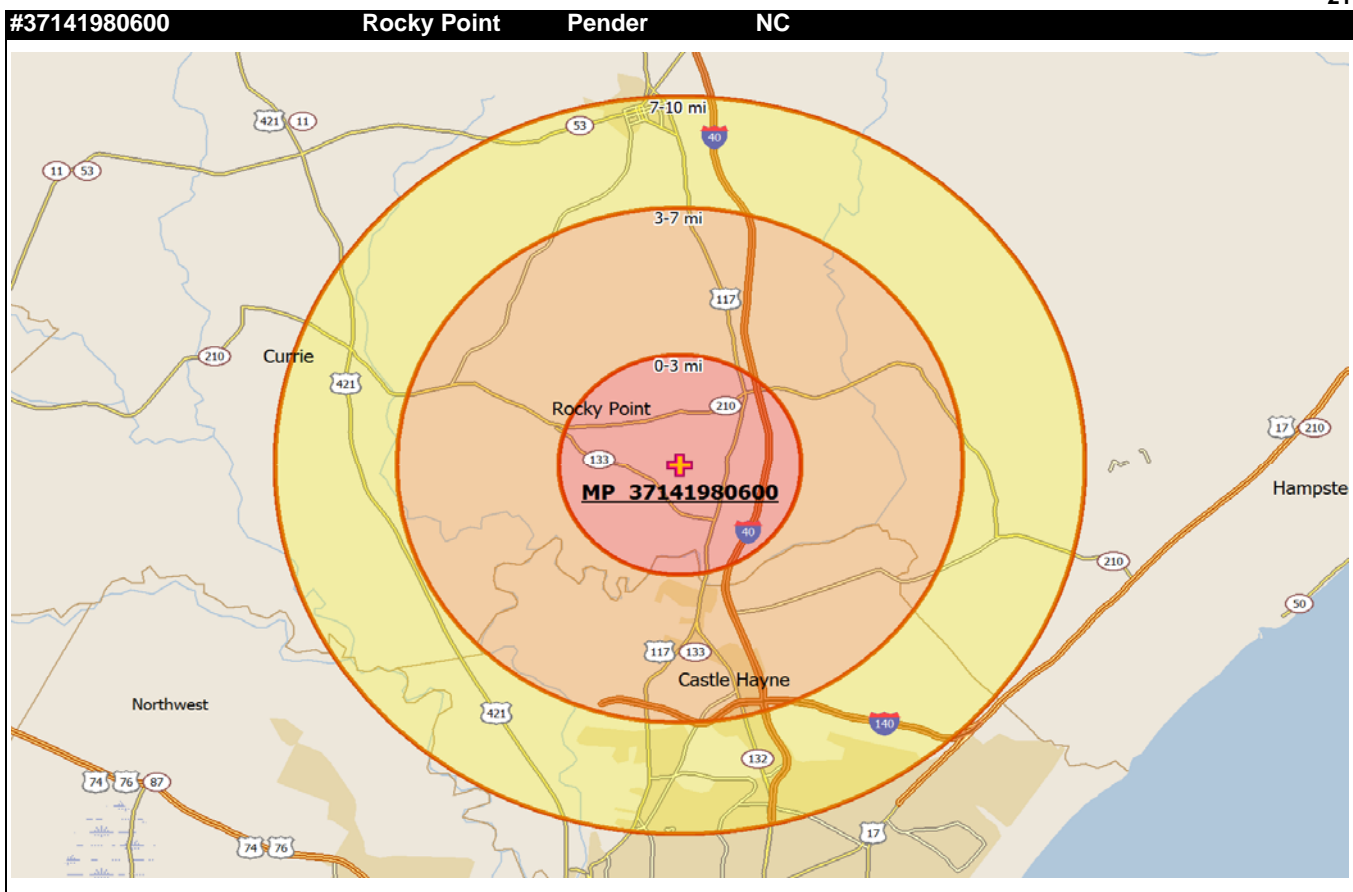 #37141980600 Rocky Point Pender NC
7-10 mi
421 11
53
40
11 53
3-7 mi
117
210
Currie
421
0-3 mi
Rocky Point
210
17 210
133
MP 37141980600
Hampste
40
210
50
117 133
Castle Hayne
Northwest
421
140
132
74 76 87
17
74 76